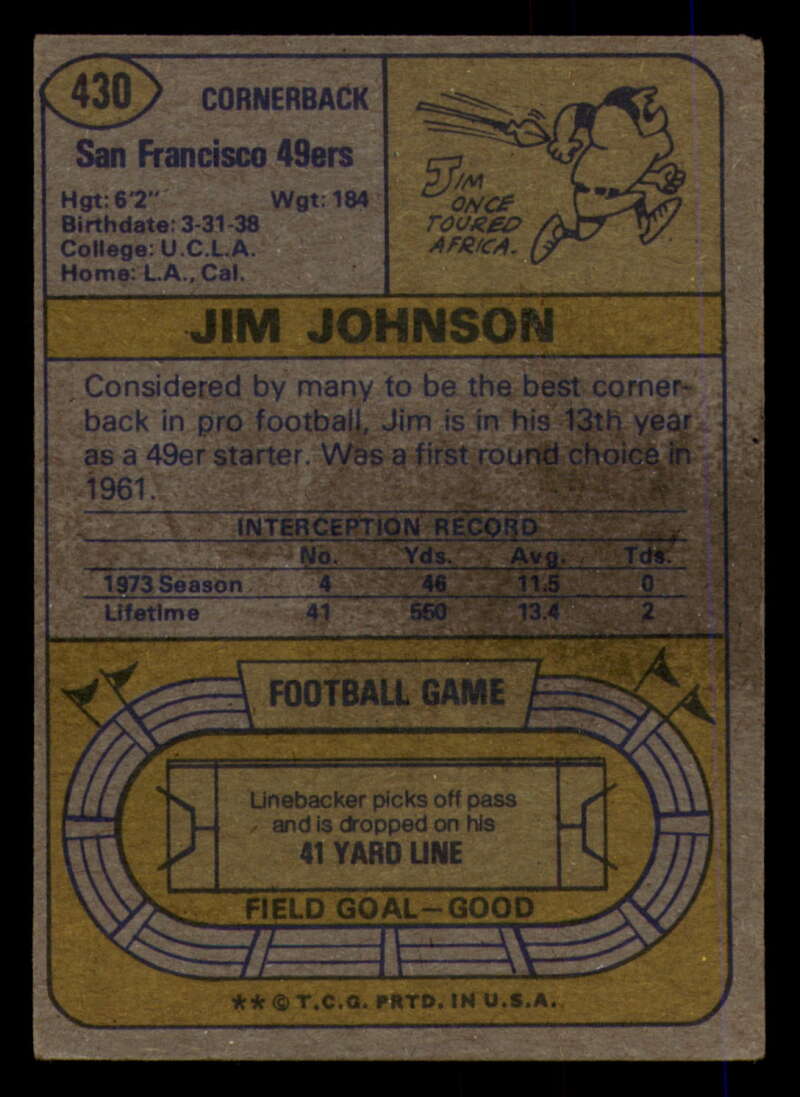 430
CORNERBACK
San Francisco 49ers
Hgt: 6'2" Wgt: 184
Birthdate: 3-31-38
College: U.C.L.A.
Home: L.A., Cal.
JIM
ONCE
TOURED
AFRICA.
JIM JOHNSON
Considered by many to be the best corner-
back in pro football, Jim is in his 13th year
as a 49er starter. Was a first round choice in
1961.
INTERCEPTION RECORD
No. Yds. Avg. Tds.
1973 Season 4 46 11.5 0
Lifetime 41 550 13.4 2
FOOTBALL GAME
Linebacker picks off pass
and is dropped on his
41 YARD LINE
FIELD GOAL—GOOD
** © T.C.G. PRTD. IN U.S.A.